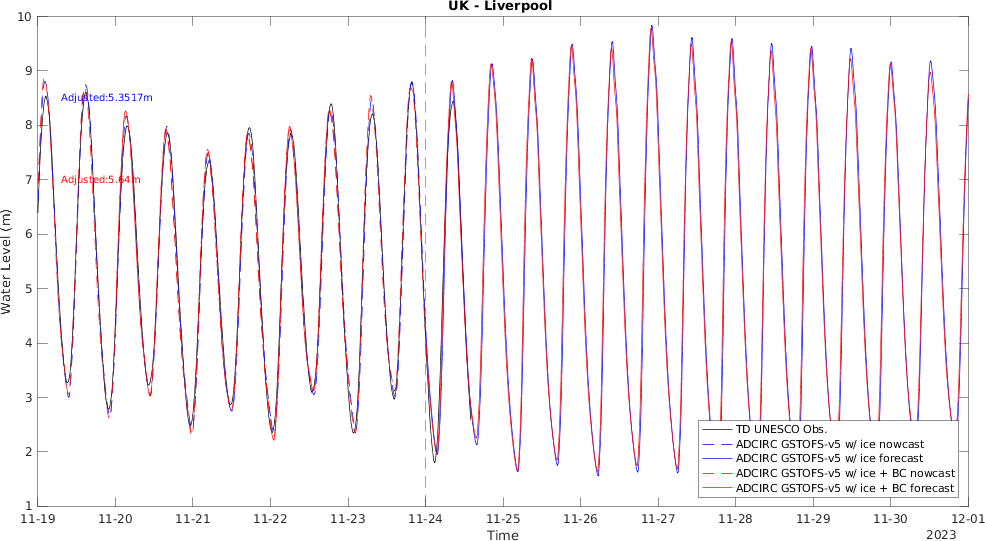 UK - Liverpool
10
9
8
7
6
5
4
3
2
1
Water Level (m)
Adjusted:5.3517m
Adjusted:5.64m
TD UNESCO Obs.
ADCIRC GSTOFS-v5 w/ ice nowcast
ADCIRC GSTOFS-v5 w/ ice forecast
ADCIRC GSTOFS-v5 w/ ice + BC nowcast
ADCIRC GSTOFS-v5 w/ ice + BC forecast
11-19 11-20 11-21 11-22 11-23 11-24 11-25 11-26 11-27 11-28 11-29 11-30 12-01
Time
2023